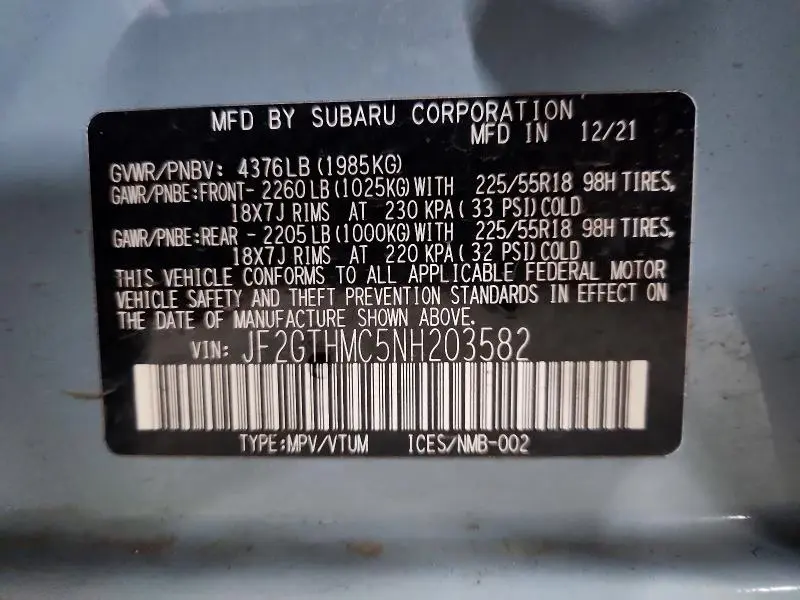 MFD BY SUBARU CORPORATION
MFD IN 12/21
GVWR/PNBV: 4376LB (1985KG)
GAWR/PNBE:FRONT- 2260 LB (1025KG) WITH 225/55R18 98H TIRES,
18X7J RIMS AT 230 KPA ( 33 PSI) COLD
GAWR/PNBE:REAR - 2205 LB (1000KG) WITH 225/55R18 98H TIRES,
18X7J RIMS AT 220 KPA ( 32 PSI) COLD
THIS VEHICLE CONFORMS TO ALL APPLICABLE FEDERAL MOTOR
VEHICLE SAFETY AND THEFT PREVENTION STANDARDS IN EFFECT ON
THE DATE OF MANUFACTURE SHOWN ABOVE.
VIN: JF2GTHMC5NH203582
TYPE:MPV/VTUM ICES/NMB-002